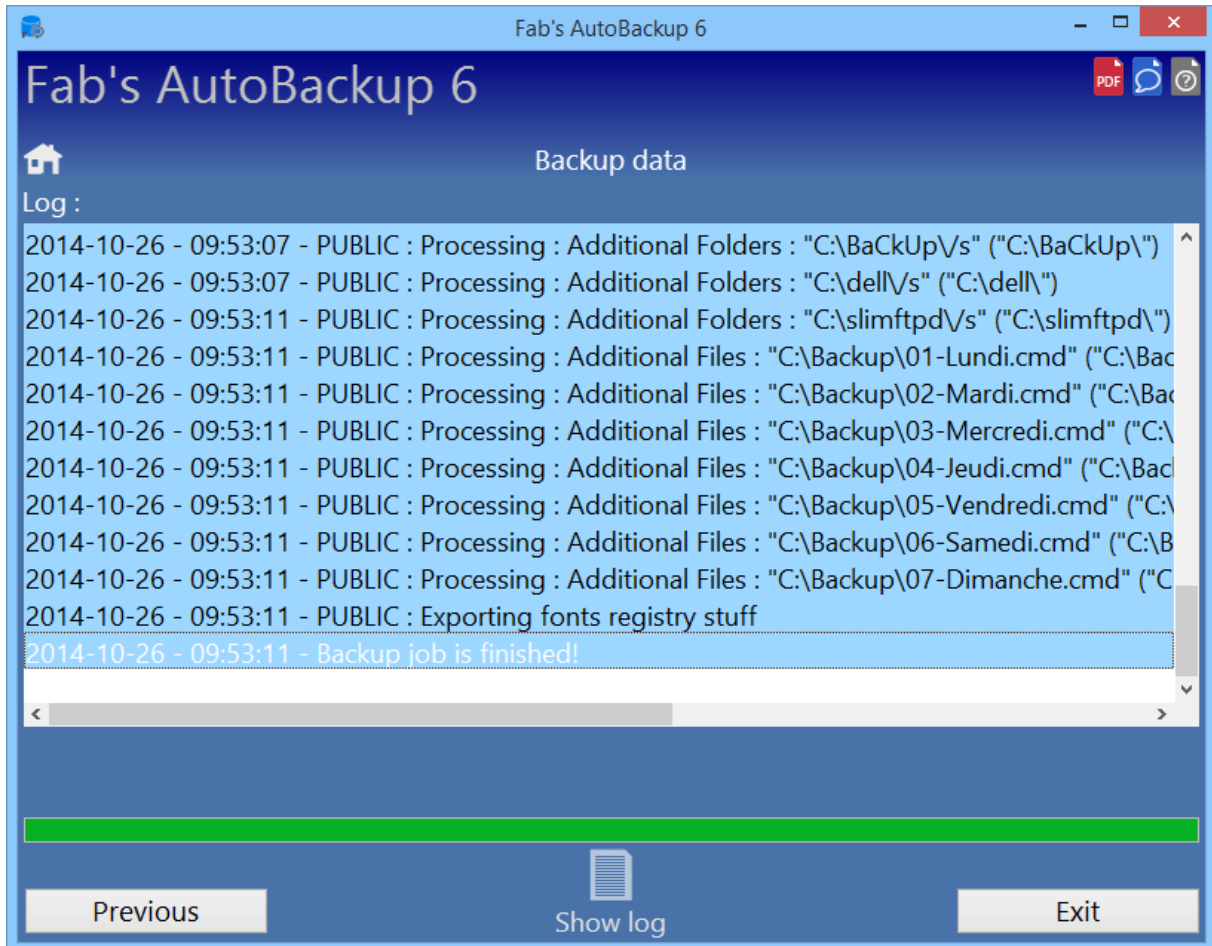 Fab's AutoBackup 6
Fab's AutoBackup 6
PDF
?
Backup data
Log :
2014-10-26 - 09:53:07 - PUBLIC : Processing : Additional Folders : "C:\BaCkUp\/s" ("C:\BaCkUp\")
2014-10-26 - 09:53:07 - PUBLIC : Processing : Additional Folders : "C:\dell\/s" ("C:\dell\")
2014-10-26 - 09:53:11 - PUBLIC : Processing : Additional Folders : "C:\slimftpd\/s" ("C:\slimftpd\")
2014-10-26 - 09:53:11 - PUBLIC : Processing : Additional Files : "C:\Backup\01-Lundi.cmd" ("C:\Bac
2014-10-26 - 09:53:11 - PUBLIC : Processing : Additional Files : "C:\Backup\02-Mardi.cmd" ("C:\Bac
2014-10-26 - 09:53:11 - PUBLIC : Processing : Additional Files : "C:\Backup\03-Mercredi.cmd" ("C:\
2014-10-26 - 09:53:11 - PUBLIC : Processing : Additional Files : "C:\Backup\04-Jeudi.cmd" ("C:\Bac
2014-10-26 - 09:53:11 - PUBLIC : Processing : Additional Files : "C:\Backup\05-Vendredi.cmd" ("C:\
2014-10-26 - 09:53:11 - PUBLIC : Processing : Additional Files : "C:\Backup\06-Samedi.cmd" ("C:\B
2014-10-26 - 09:53:11 - PUBLIC : Processing : Additional Files : "C:\Backup\07-Dimanche.cmd" ("C
2014-10-26 - 09:53:11 - PUBLIC : Exporting fonts registry stuff
2014-10-26 - 09:53:11 - Backup job is finished!
Previous
Show log
Exit